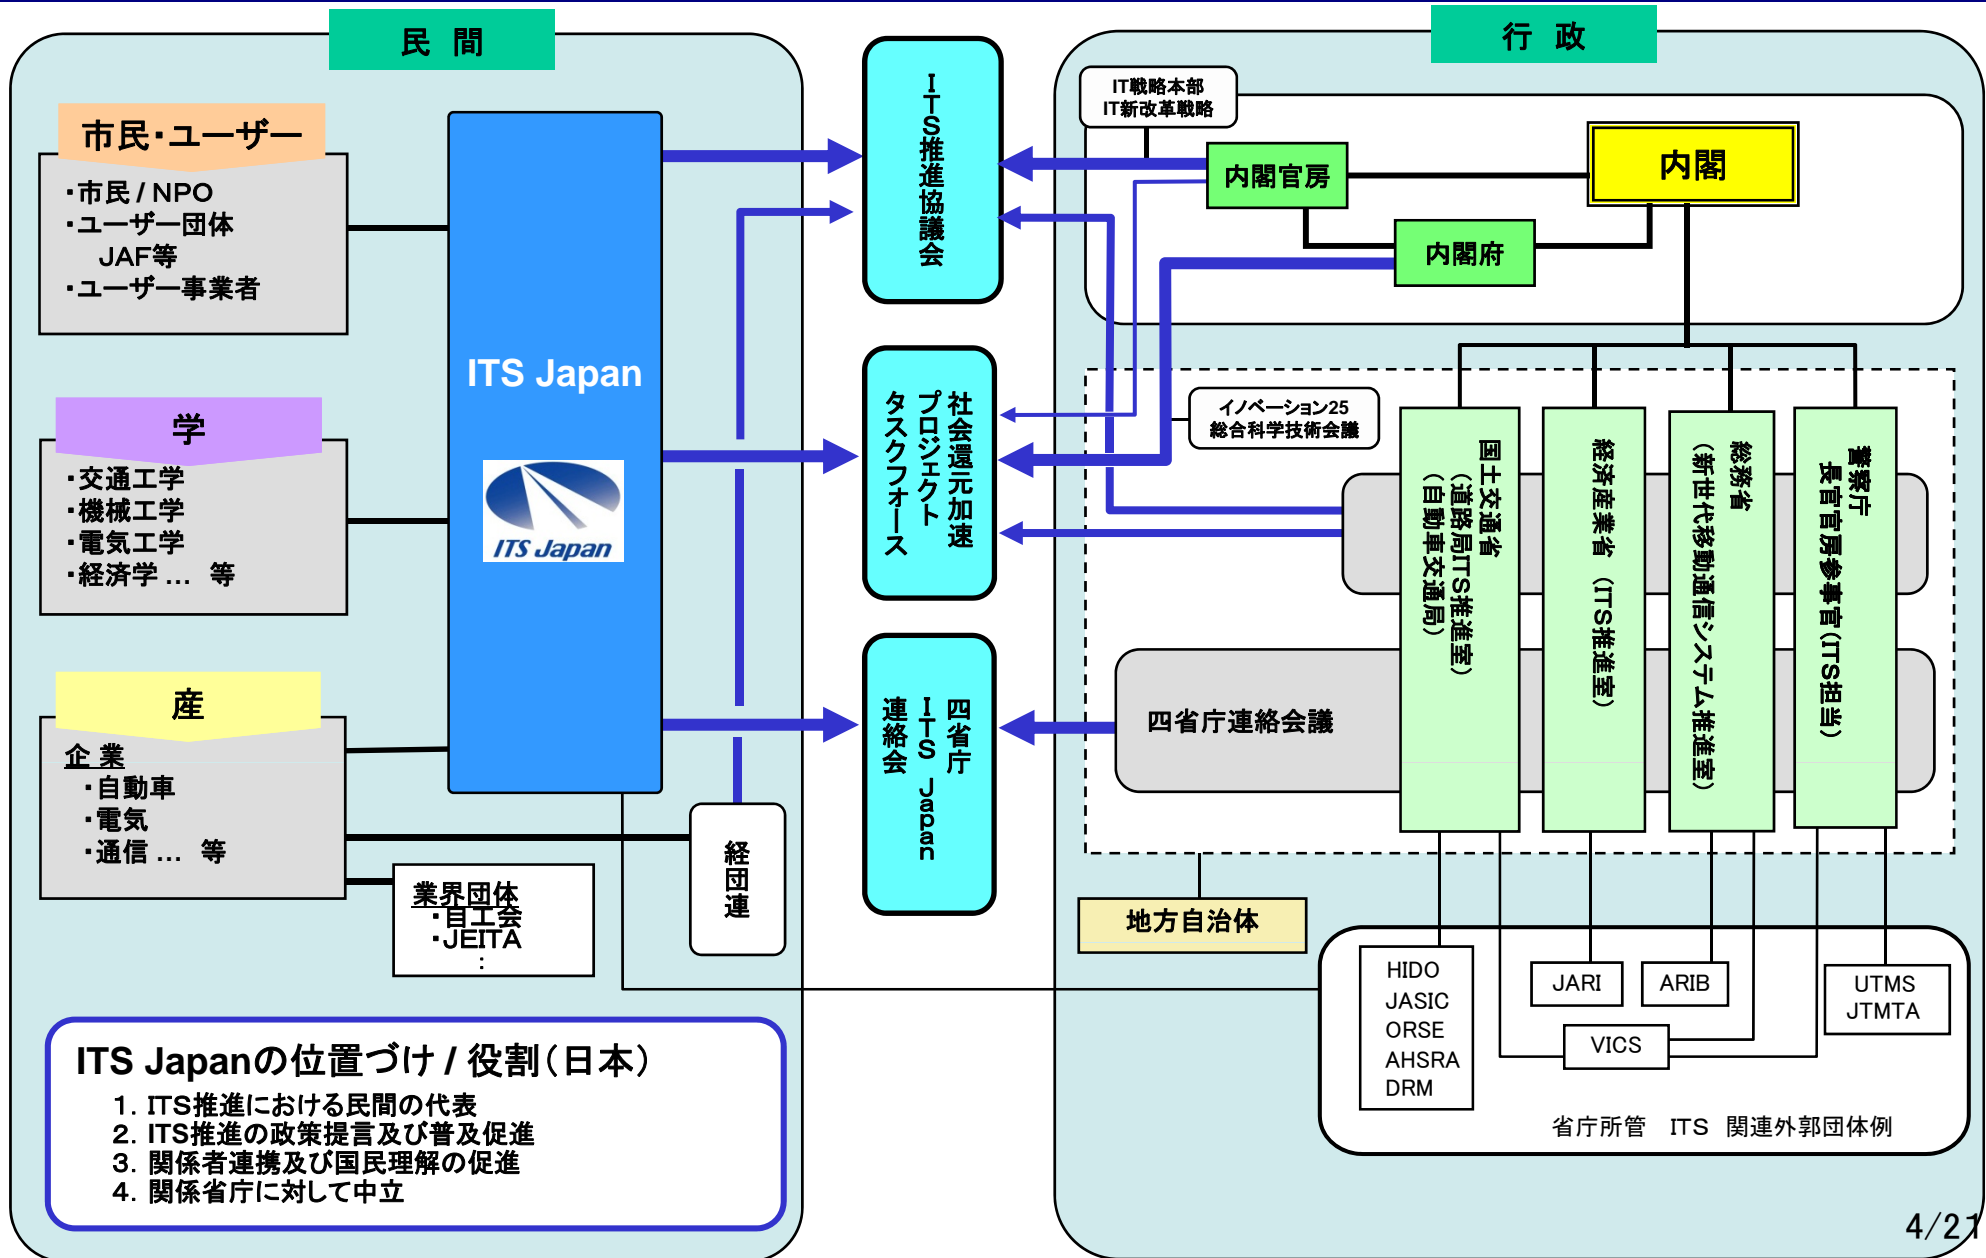 民 間
市民・ユーザー
・市民 / NPO
・ユーザー団体
JAF等
・ユーザー事業者
学
・交通工学
・機械工学
・電気工学
・経済学 … 等
産
企 業
・自動車
・電気
・通信 … 等
業界団体
・自工会
・JEITA
：
経団連
ITS Japan
ITS Japan
ITS推進協議会
社会還元加速
プロジェクト
タスクフォース
四省庁
ITS Japan
連絡会
行 政
IT戦略本部
IT新改革戦略
内閣官房
内閣府
内閣
イノベーション25
総合科学技術会議
国土交通省
（道路局ITS推進室）
（自動車交通局）
経済産業省 （ITS推進室）
総務省
（新世代移動通信システム推進室）
警察庁
長官官房参事官（ITS担当）
四省庁連絡会議
地方自治体
HIDO
JASIC
ORSE
AHSRA
DRM
JARI
ARIB
VICS
UTMS
JTMTA
省庁所管 ITS 関連外郭団体例
ITS Japanの位置づけ / 役割（日本）
1. ITS推進における民間の代表
2. ITS推進の政策提言及び普及促進
3. 関係者連携及び国民理解の促進
4. 関係省庁に対して中立
4/21